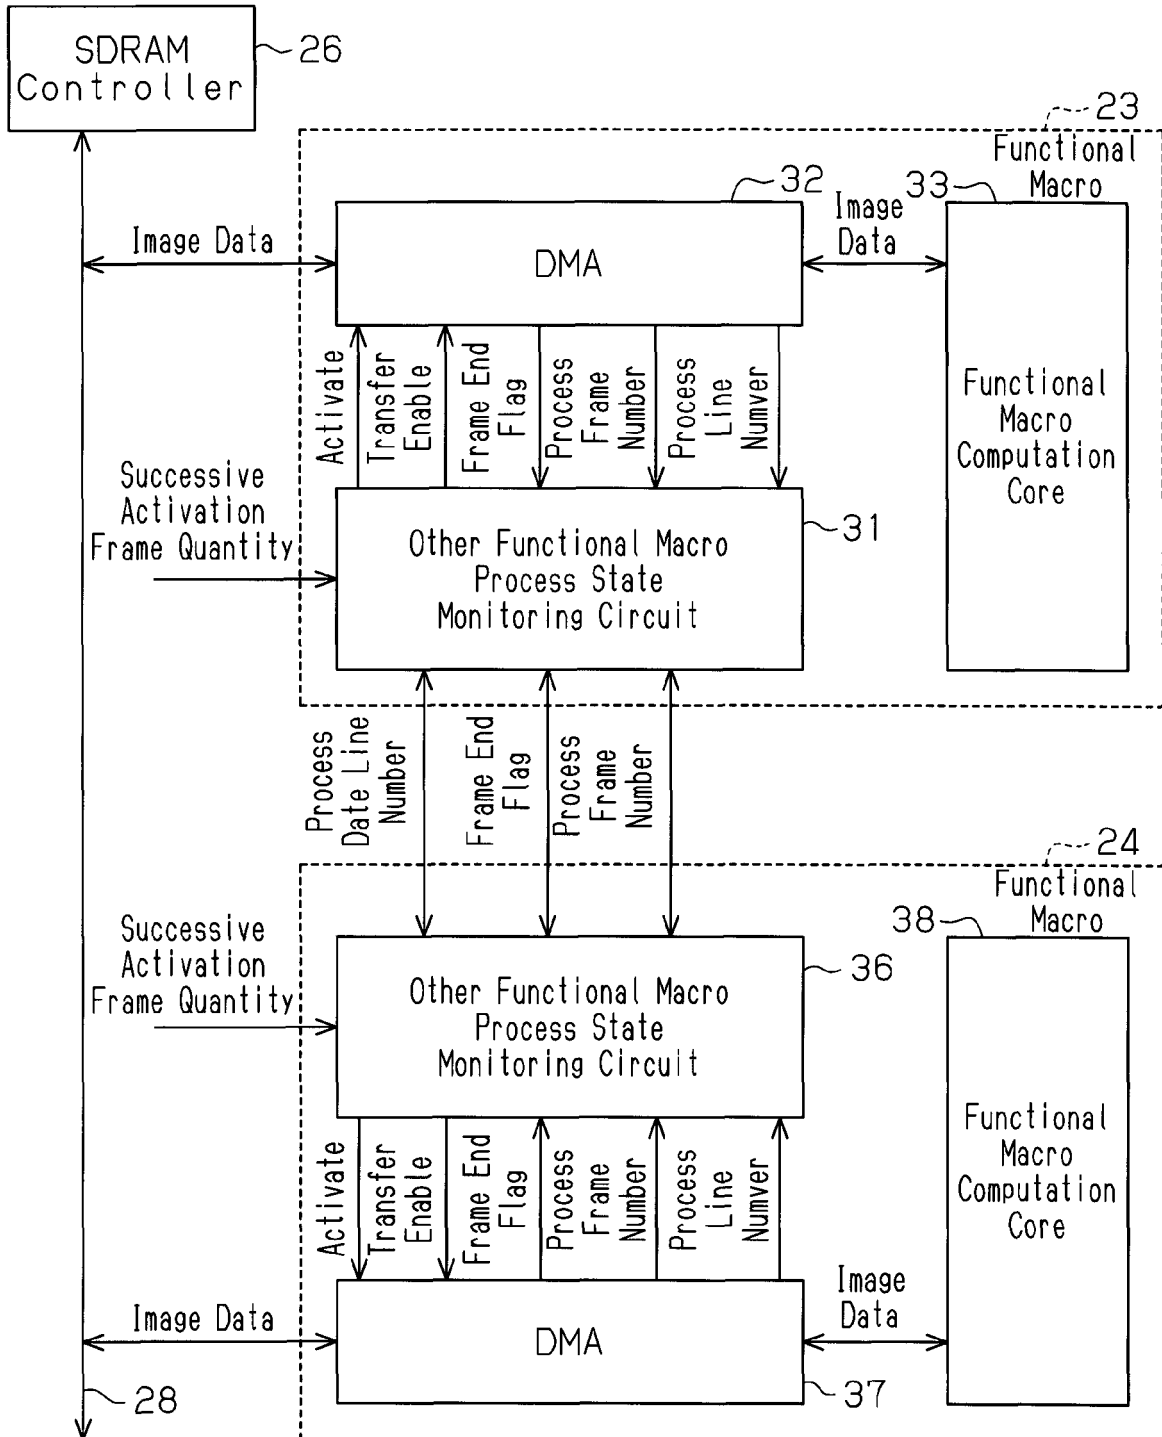 SDRAM
Controller
26
23
Functional
Macro
32
33
Image
Data
Image Data
DMA
Activate
Transfer
Enable
Frame End
Flag
Process
Frame
Number
Process
Line
Numver
Functional
Macro
Computation
Core
Successive
Activation
Frame Quantity
31
Other Functional Macro
Process State
Monitoring Circuit
Process
Date Line
Number
Frame End
Flag
Process
Frame
Number
24
Functional
Macro
38
Successive
Activation
Frame Quantity
36
Other Functional Macro
Process State
Monitoring Circuit
Activate
Transfer
Enable
Frame End
Flag
Process
Frame
Number
Process
Line
Numver
Functional
Macro
Computation
Core
Image Data
DMA
Image
Data
28
37